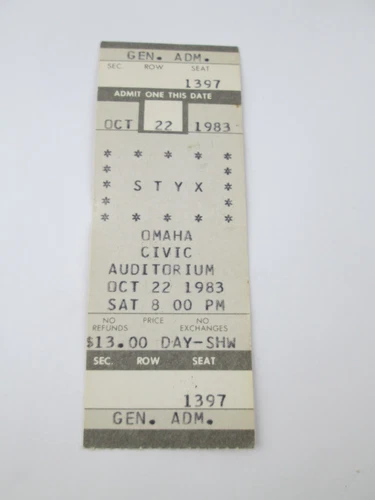 GEN. ADM.
SEC. ROW SEAT
1397
ADMIT ONE THIS DATE
OCT 22 1983
* * * * *
* STYX *
* * * * *
OMAHA
CIVIC
AUDITORIUM
OCT 22 1983
SAT 8 00 PM
NO REFUNDS PRICE NO EXCHANGES
$13.00 DAY-SHW
SEC. ROW SEAT
1397
GEN. ADM.